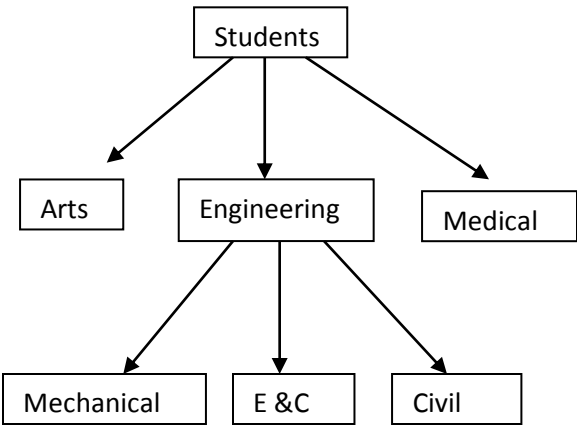 Students
Arts
Engineering
Medical
Mechanical
E &C
Civil